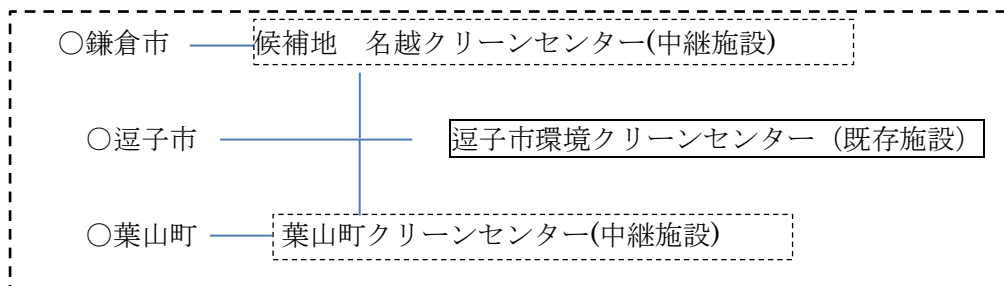 ○鎌倉市 候補地　名越クリーンセンター(中継施設)
○逗子市 逗子市環境クリーンセンター（既存施設）
○葉山町 葉山町クリーンセンター(中継施設)